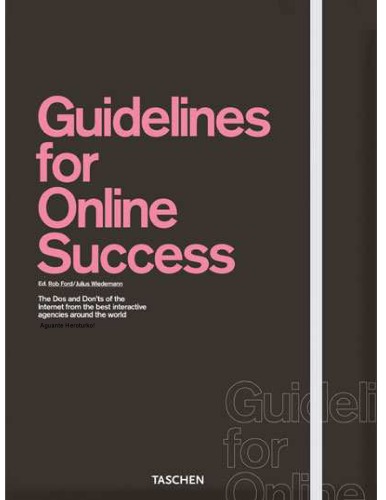 Guidelines
for
Online
Success
Ed. Rob Ford/Julius Wiedemann
The Dos and Don'ts of the
Internet from the best interactive
agencies around the world
Guideli
for
Online
TASCHEN